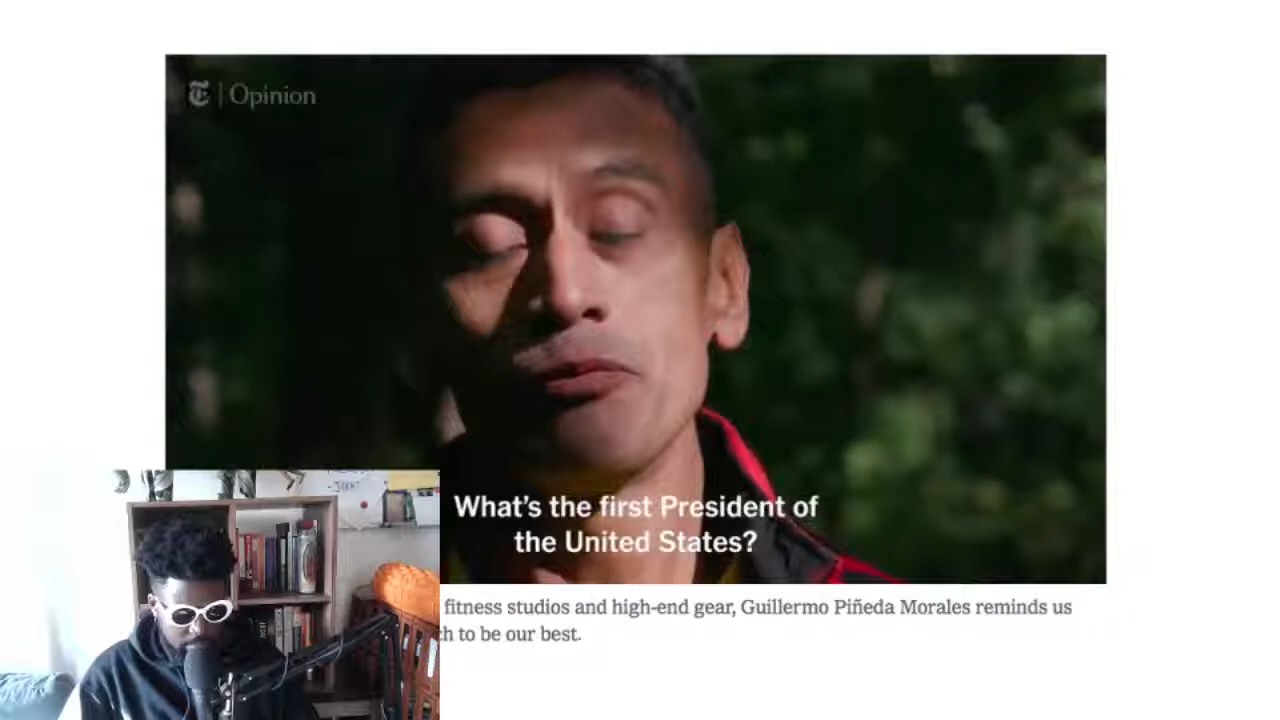 T | Opinion
What's the first President of
the United States?
fitness studios and high-end gear, Guillermo Piñeda Morales reminds us
ch to be our best.